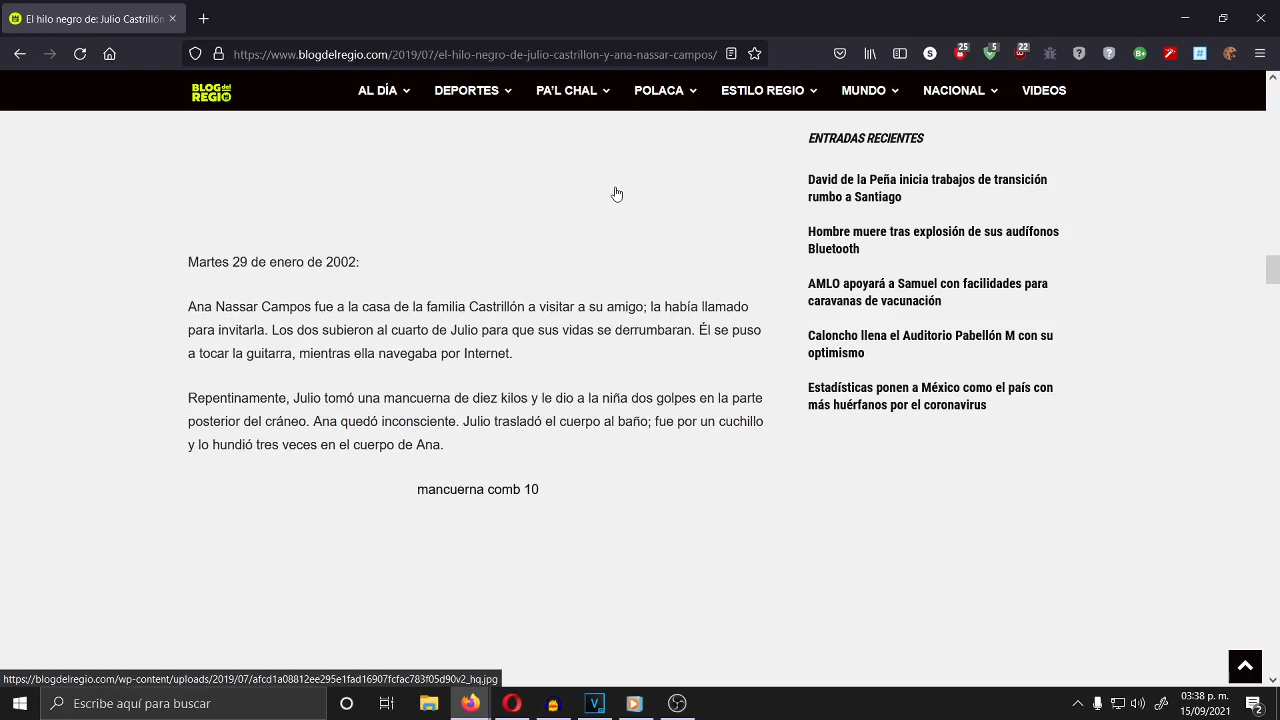 El hilo negro de Julio Castrillón
https://www.blogdelregio.com/2019/07/el-hilo-negro-de-julio-castrillon-y-ana-nassar-campos/
25
5
22
BLOG del REGIO
AL DÍA
DEPORTES
PA'L CHAL
POLACA
ESTILO REGIO
MUNDO
NACIONAL
VIDEOS
Martes 29 de enero de 2002:
Ana Nassar Campos fue a la casa de la familia Castrillón a visitar a su amigo; la había llamado
para invitarla. Los dos subieron al cuarto de Julio para que sus vidas se derrumbaran. Él se puso
a tocar la guitarra, mientras ella navegaba por Internet.
Repentinamente, Julio tomó una mancuerna de diez kilos y le dio a la niña dos golpes en la parte
posterior del cráneo. Ana quedó inconsciente. Julio trasladó el cuerpo al baño; fue por un cuchillo
y lo hundió tres veces en el cuerpo de Ana.
mancuerna comb 10
ENTRADAS RECIENTES
David de la Peña inicia trabajos de transición
rumbo a Santiago
Hombre muere tras explosión de sus audífonos
Bluetooth
AMLO apoyará a Samuel con facilidades para
caravanas de vacunación
Caloncho llena el Auditorio Pabellón M con su
optimismo
Estadísticas ponen a México como el país con
más huérfanos por el coronavirus
https://blogdelregio.com/wp-content/uploads/2019/07/afcd1a08812ee295e1fad16907fcfac783f05d90v2_hq.jpg
Escribe aquí para buscar
03:38 p. m.
15/09/2021
2